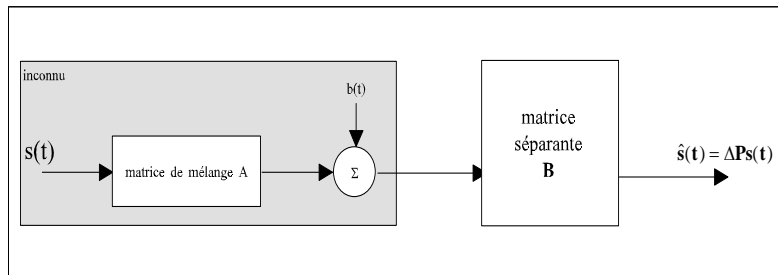 inconnu
b(t)
s(t)
matrice de mélange A
Σ
matrice
séparante
B
ŝ(t) = ΔPs(t)